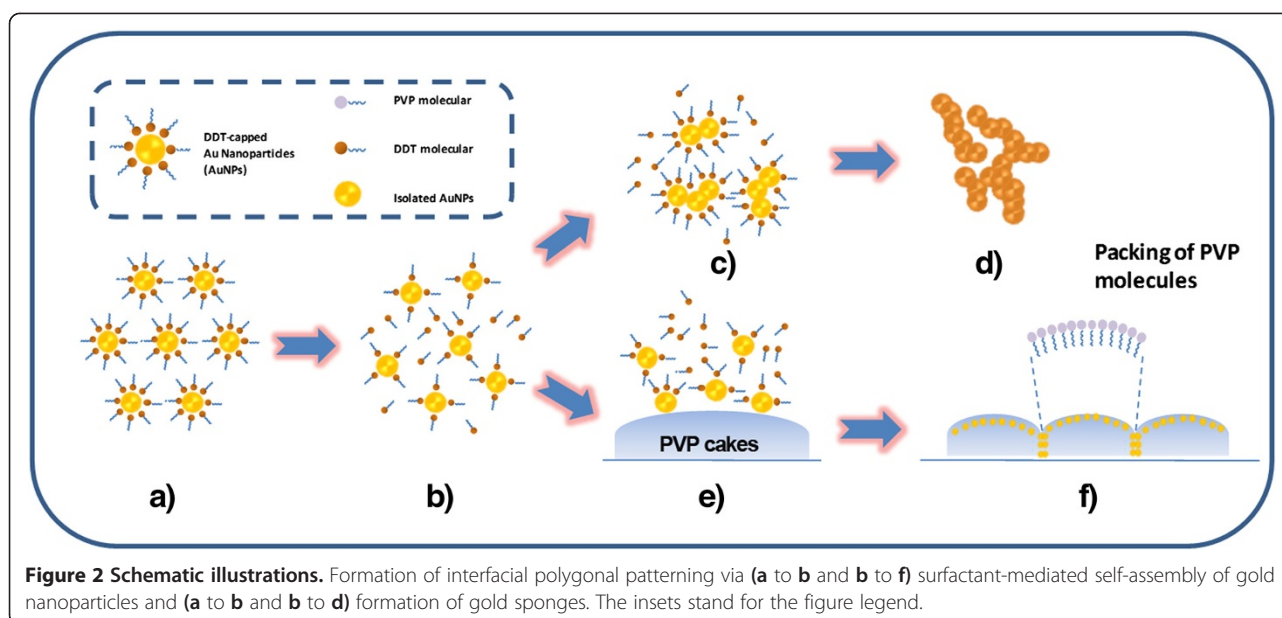 PVP molecular
DDT-capped
Au Nanoparticles
(AuNPs)
DDT molecular
Isolated AuNPs
c)
d)
Packing of PVP
molecules
PVP cakes
a)
b)
e)
f)
Figure 2 Schematic illustrations. Formation of interfacial polygonal patterning via (a to b and b to f) surfactant-mediated self-assembly of gold
nanoparticles and (a to b and b to d) formation of gold sponges. The insets stand for the figure legend.